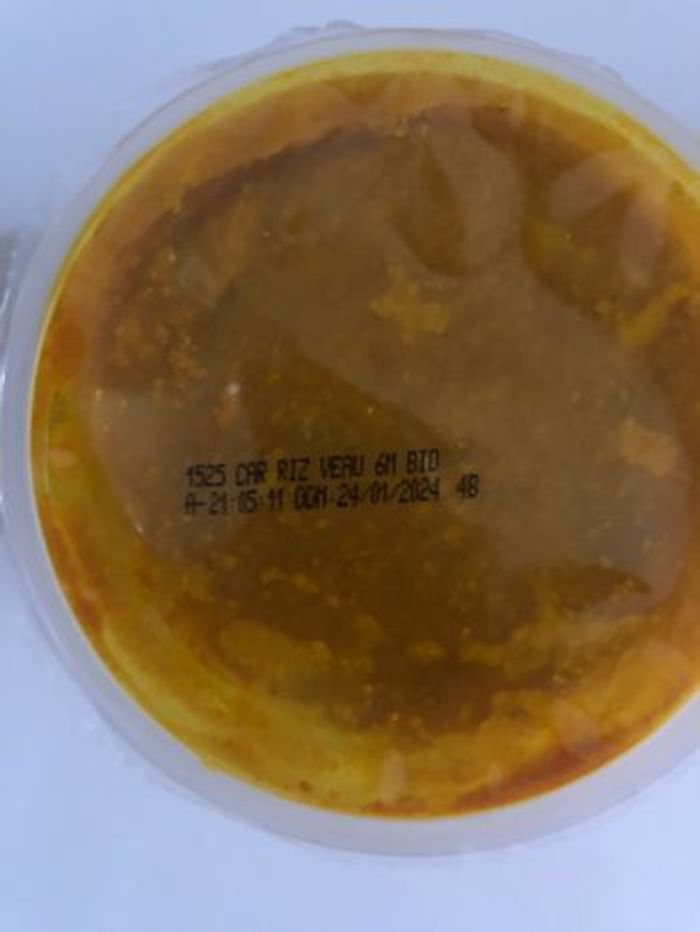 1525 CAR RIZ VEAU 6M BIO
A-21:05:11 DDM:24/01/2024 48